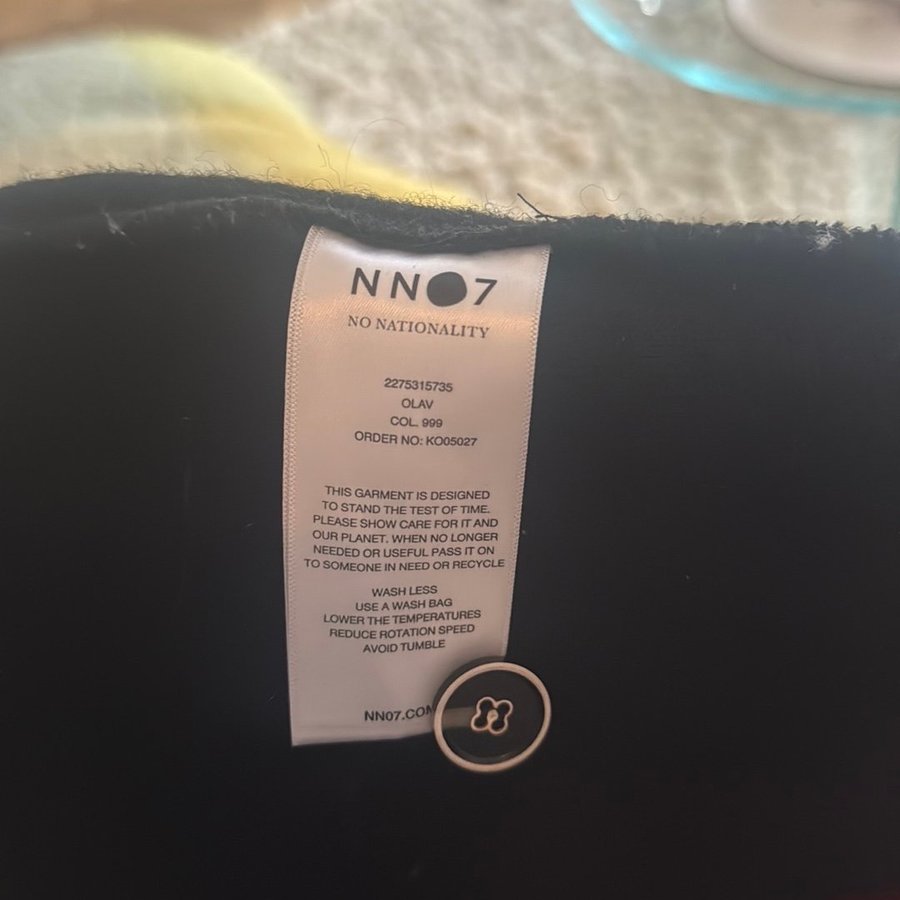 NN07
NO NATIONALITY
2275315735
OLAV
COL. 999
ORDER NO: KO05027
THIS GARMENT IS DESIGNED
TO STAND THE TEST OF TIME.
PLEASE SHOW CARE FOR IT AND
OUR PLANET. WHEN NO LONGER
NEEDED OR USEFUL PASS IT ON
TO SOMEONE IN NEED OR RECYCLE
WASH LESS
USE A WASH BAG
LOWER THE TEMPERATURES
REDUCE ROTATION SPEED
AVOID TUMBLE
NN07.COM